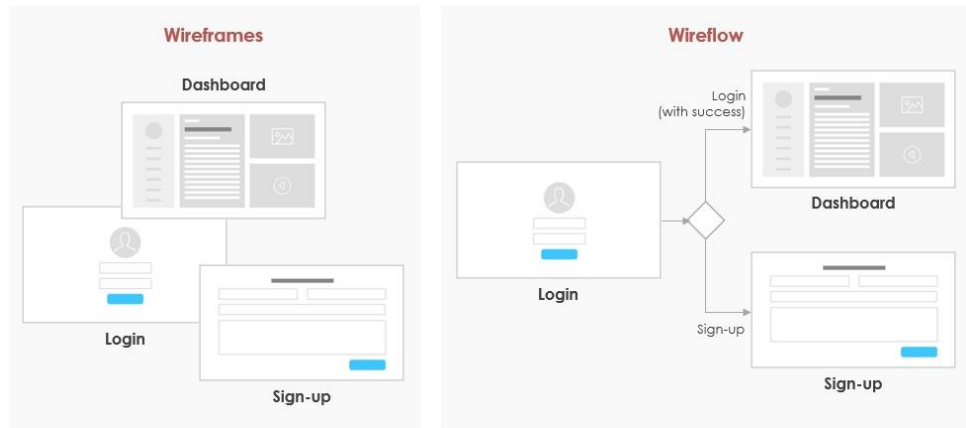 Wireframes
Dashboard
Login
Sign-up
Wireflow
Login
(with success)
Dashboard
Login
Sign-up
Sign-up